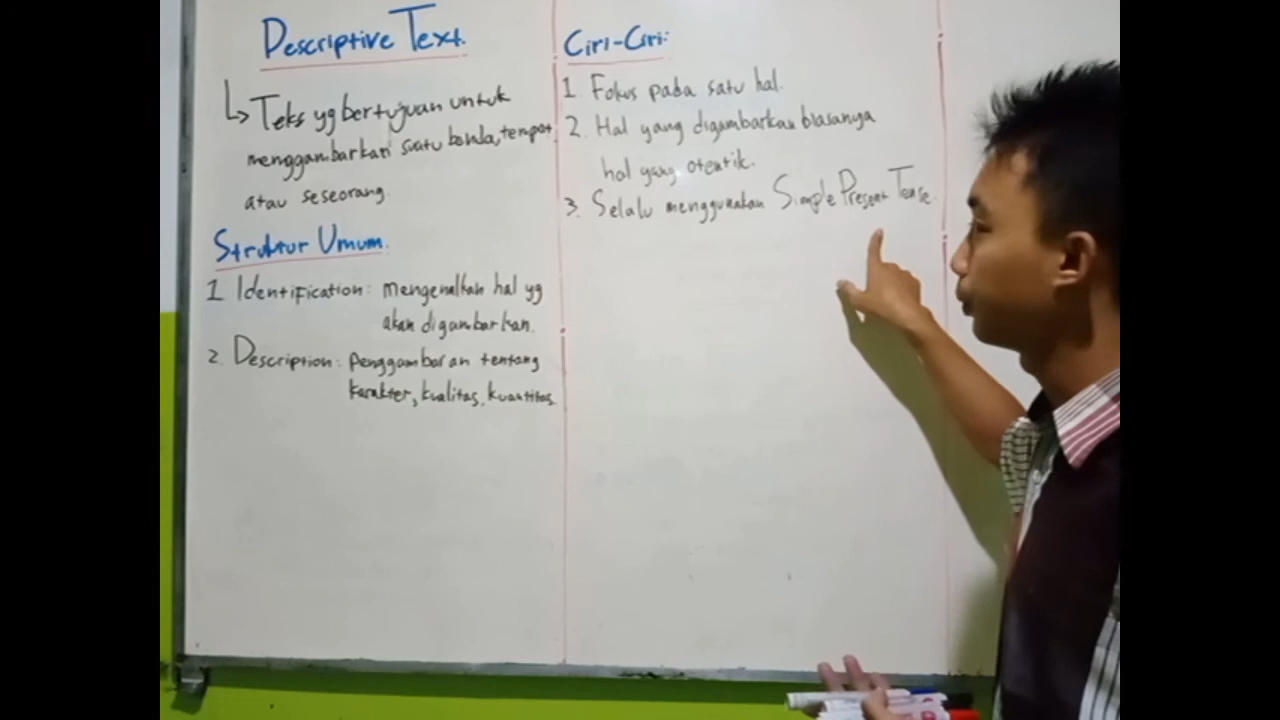 Descriptive Text.
↳ Teks yg bertujuan untuk
menggambarkan suatu benda, tempat,
atau seseorang.
Struktur Umum.
1 Identification: mengenalkan hal yg
akan digambarkan.
2. Description: penggambaran tentang
karakter, kualitas, kuantitas.
Ciri-Ciri:
1. Fokus pada satu hal.
2. Hal yang digambarkan biasanya
hal yang otentik.
3. Selalu menggunakan Simple Present Tense.